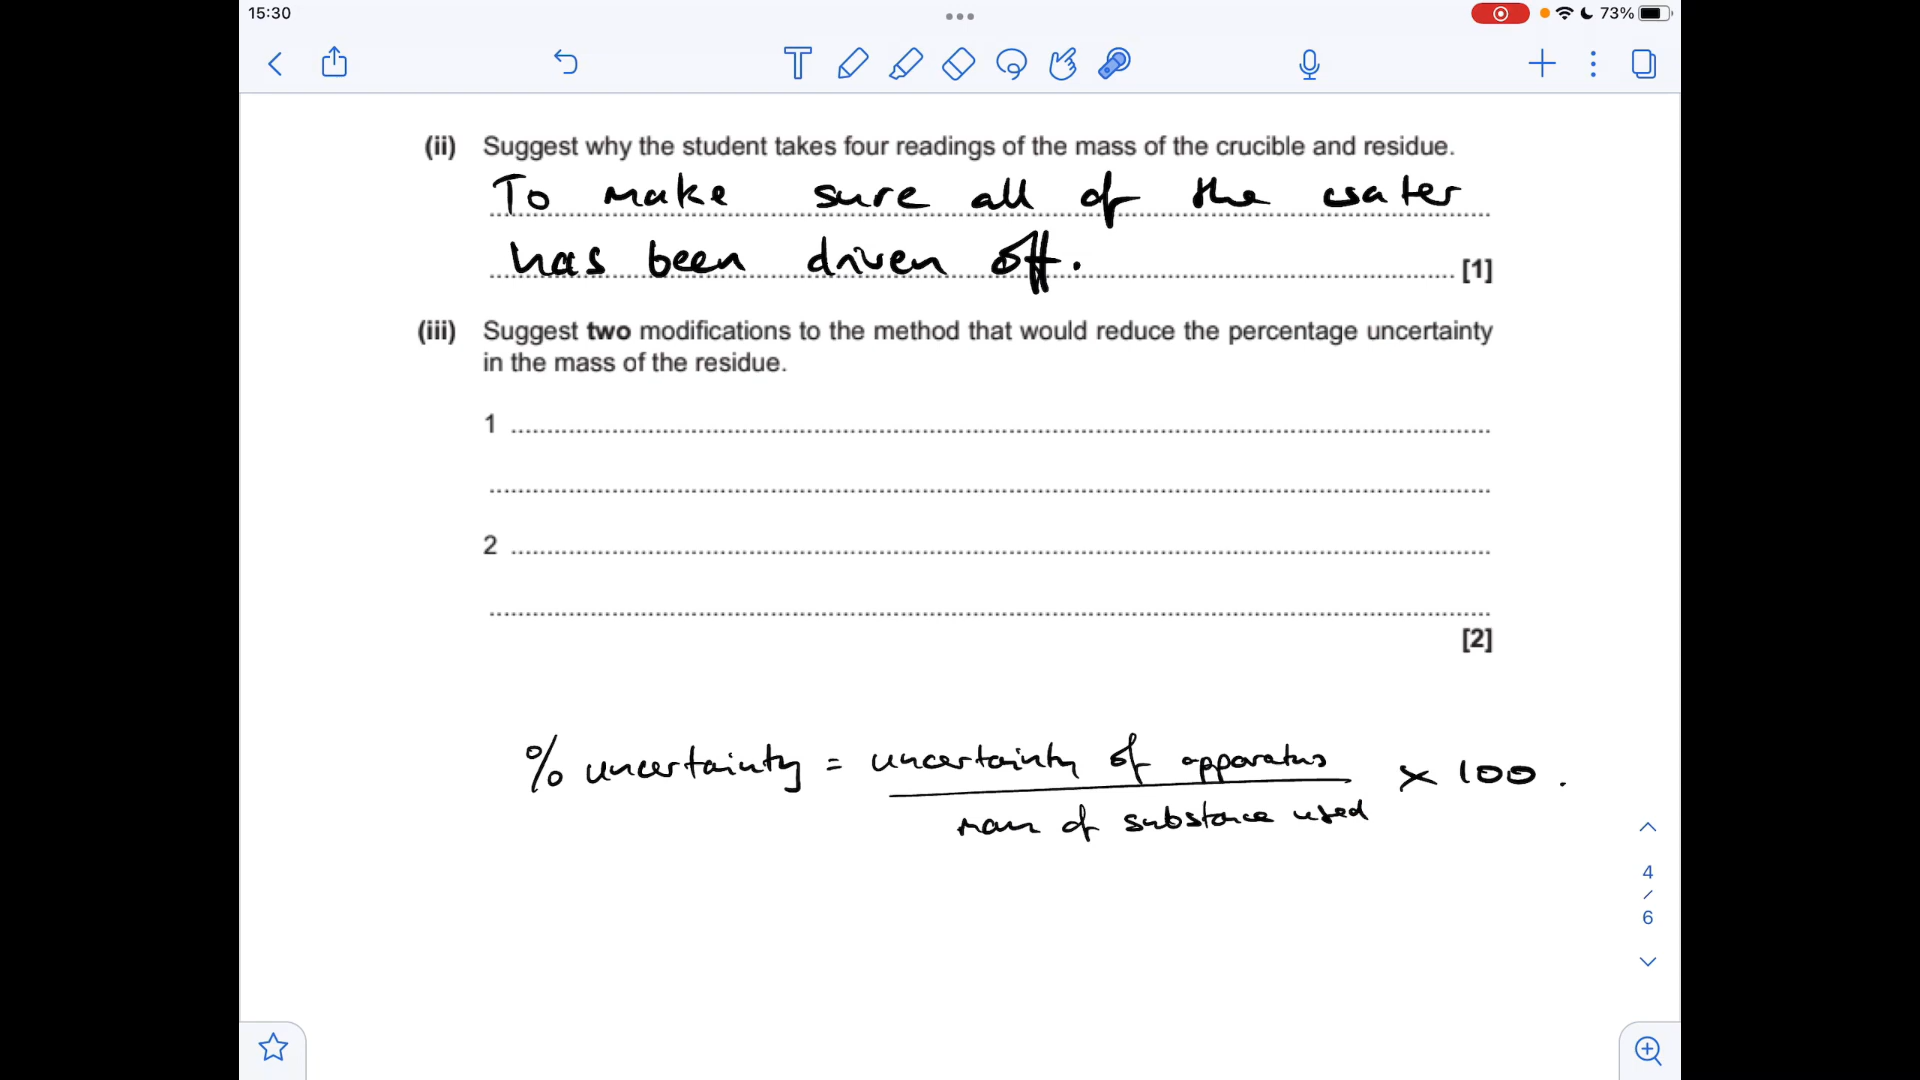 15:30
73%
(ii) Suggest why the student takes four readings of the mass of the crucible and residue.
To make sure all of the water
has been driven off. [1]
(iii) Suggest two modifications to the method that would reduce the percentage uncertainty
in the mass of the residue.
1
2
[2]
% uncertainty = uncertainty of apparatus × 100 .
mass of substance used
4
/
6